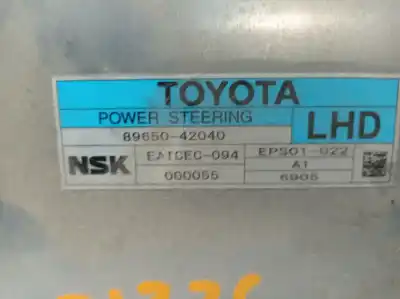 TOYOTA
POWER STEERING
89650-42040
LHD
NSK
EATCEC-094
EPS01-022
A1
000055
6905